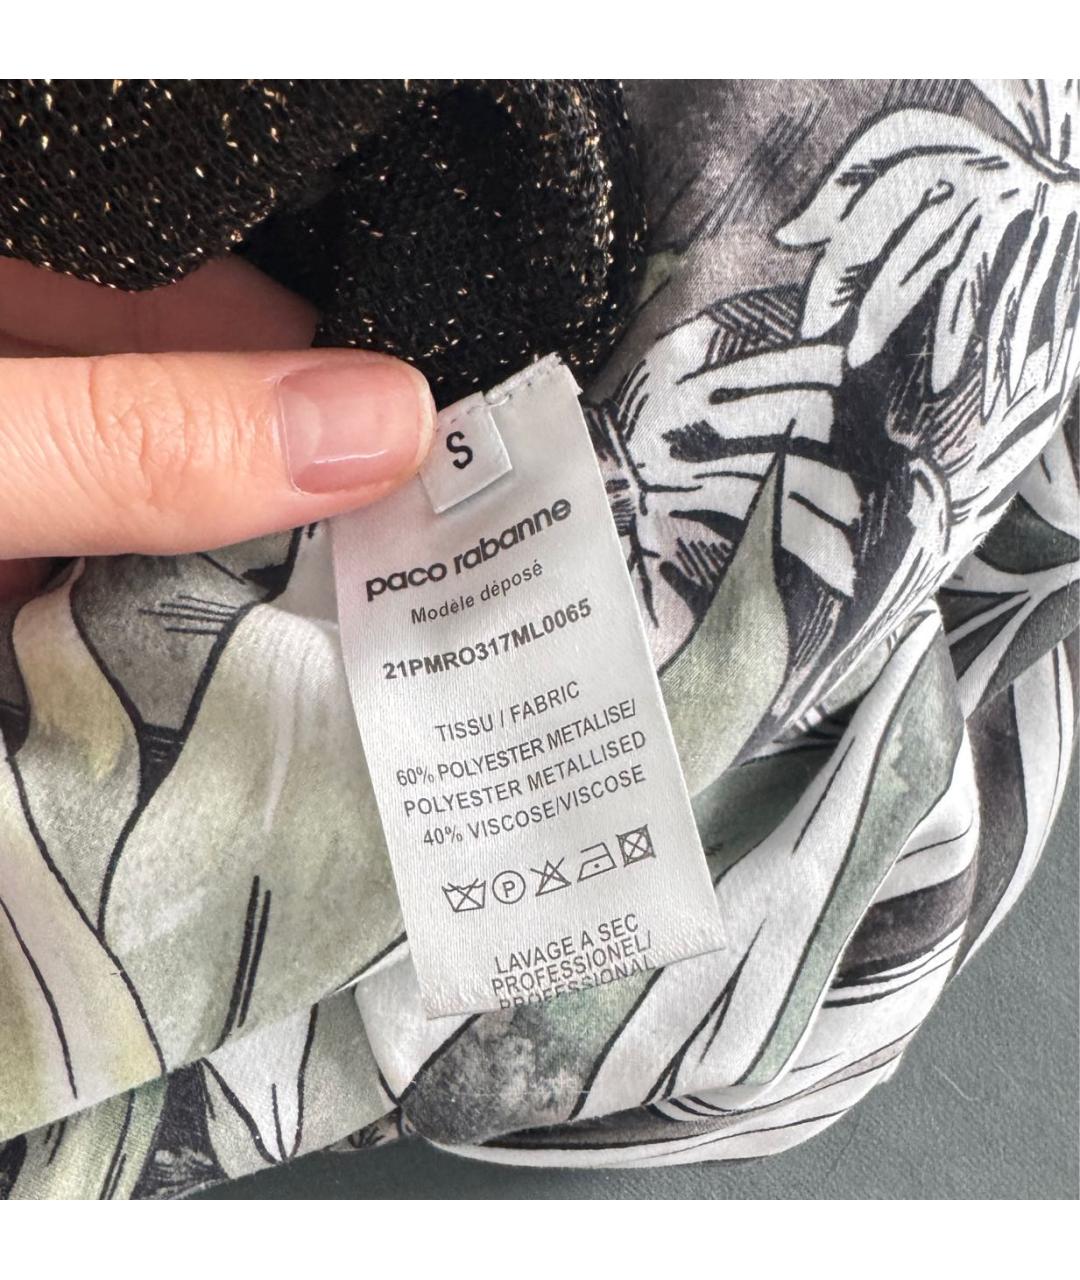 S
paco rabanne
Modèle déposé
21PMRO317ML0065
TISSU / FABRIC
60% POLYESTER METALISE/
POLYESTER METALLISED
40% VISCOSE/VISCOSE
P
LAVAGE A SEC
PROFESSIONEL/
PROFESSIONAL